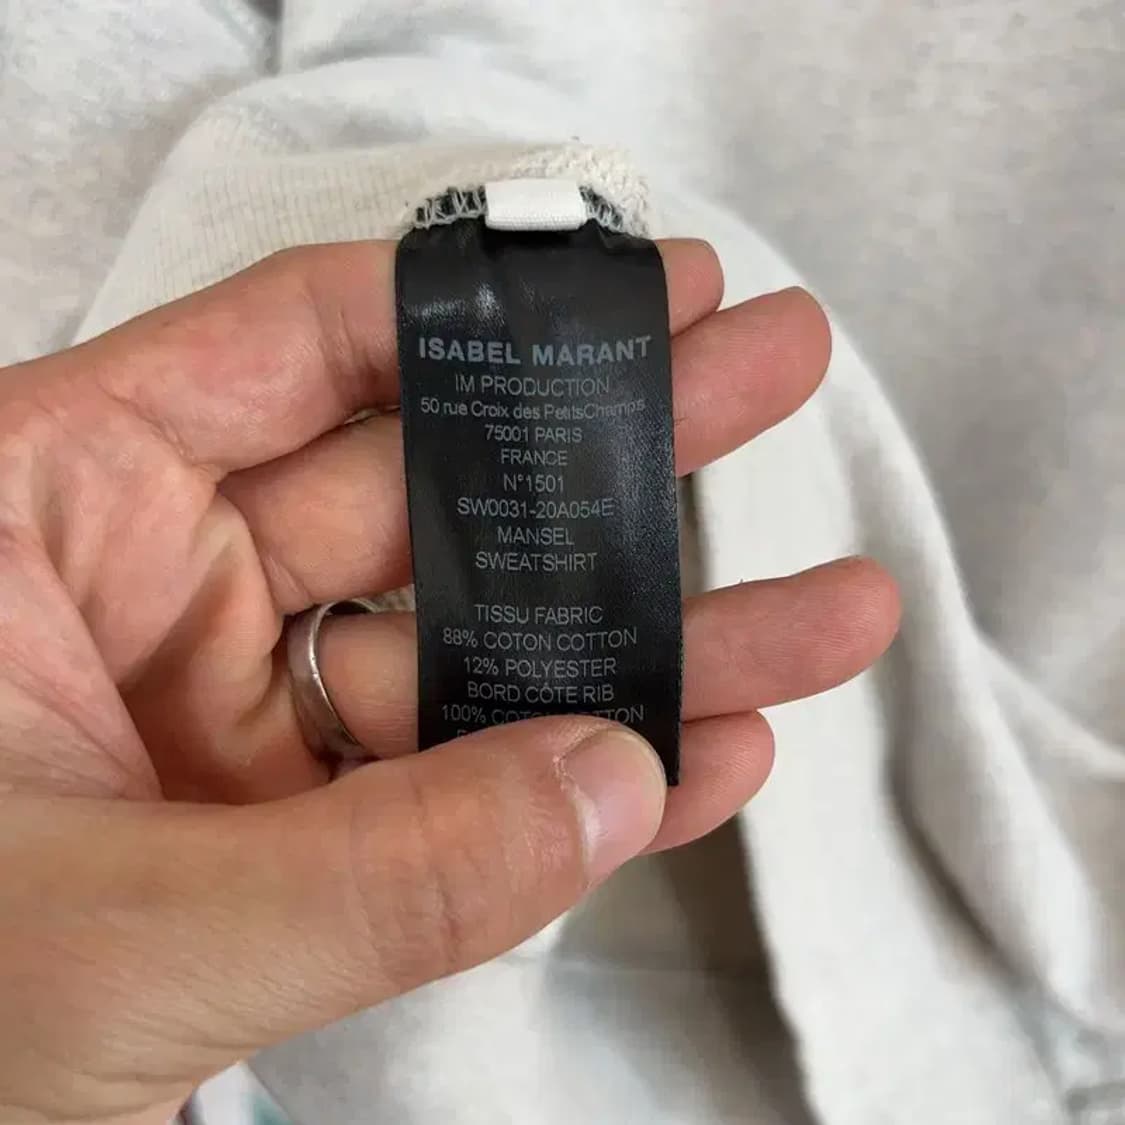 ISABEL MARANT
IM PRODUCTION
50 rue Croix des PetitsChamps
75001 PARIS
FRANCE
N°1501
SW0031-20A054E
MANSEL
SWEATSHIRT
TISSU FABRIC
88% COTON COTTON
12% POLYESTER
BORD CÔTE RIB
100%